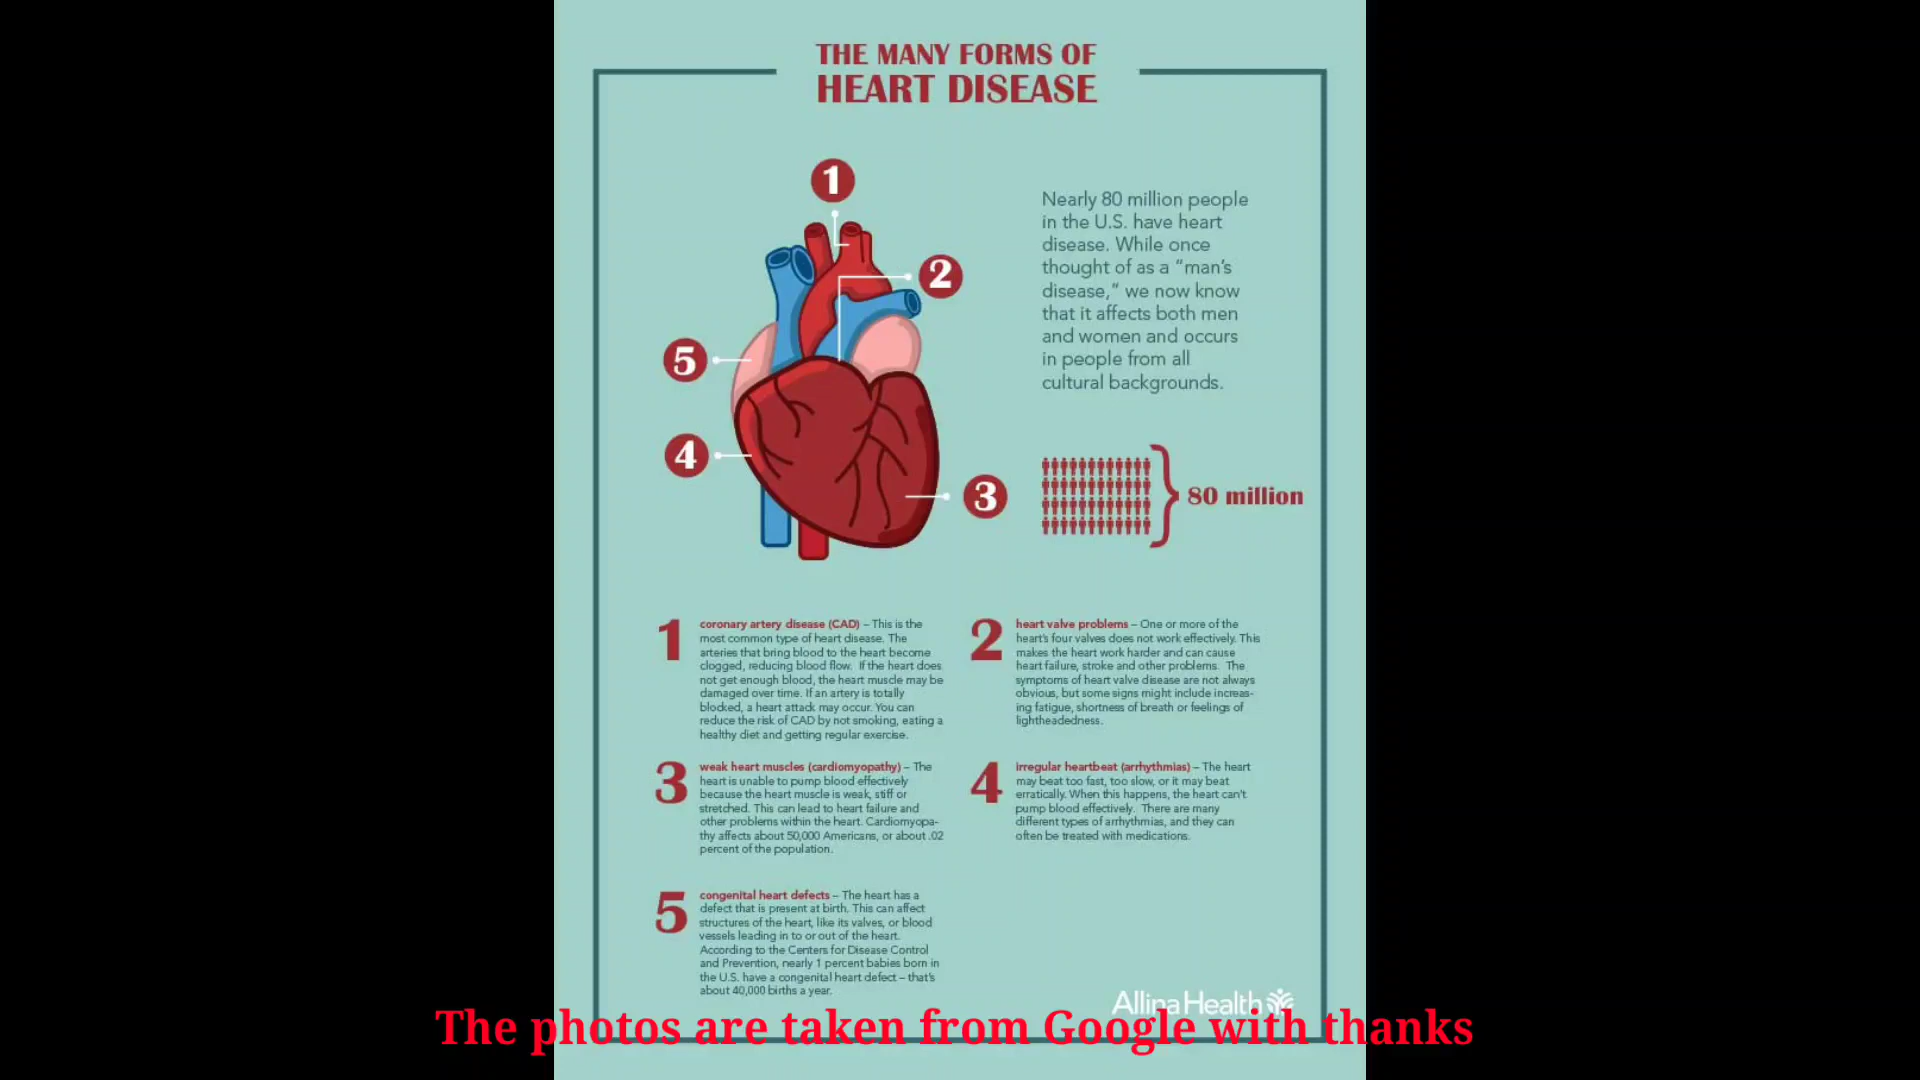 THE MANY FORMS OF
HEART DISEASE
1
2
5
4
3
Nearly 80 million people
in the U.S. have heart
disease. While once
thought of as a "man's
disease," we now know
that it affects both men
and women and occurs
in people from all
cultural backgrounds.
80 million
1
coronary artery disease (CAD) – This is the
most common type of heart disease. The
arteries that bring blood to the heart become
clogged, reducing blood flow. If the heart does
not get enough blood, the heart muscle may be
damaged over time. If an artery is totally
blocked, a heart attack may occur. You can
reduce the risk of CAD by not smoking, eating a
healthy diet and getting regular exercise.
2
heart valve problems – One or more of the
heart's four valves does not work effectively. This
makes the heart work harder and can cause
heart failure, stroke and other problems. The
symptoms of heart valve disease are not always
obvious, but some signs might include increas-
ing fatigue, shortness of breath or feelings of
lightheadedness.
3
weak heart muscles (cardiomyopathy) – The
heart is unable to pump blood effectively
because the heart muscle is weak, stiff or
stretched. This can lead to heart failure and
other problems within the heart. Cardiomyopa-
thy affects about 50,000 Americans, or about .02
percent of the population.
4
irregular heartbeat (arrhythmias) – The heart
may beat too fast, too slow, or it may beat
erratically. When this happens, the heart can't
pump blood effectively. There are many
different types of arrhythmias, and they can
often be treated with medications.
5
congenital heart defects – The heart has a
defect that is present at birth. This can affect
structures of the heart, like its valves, or blood
vessels leading in to or out of the heart.
According to the Centers for Disease Control
and Prevention, nearly 1 percent babies born in
the U.S. have a congenital heart defect – that's
about 40,000 births a year.
Allina Health
The photos are taken from Google with thanks